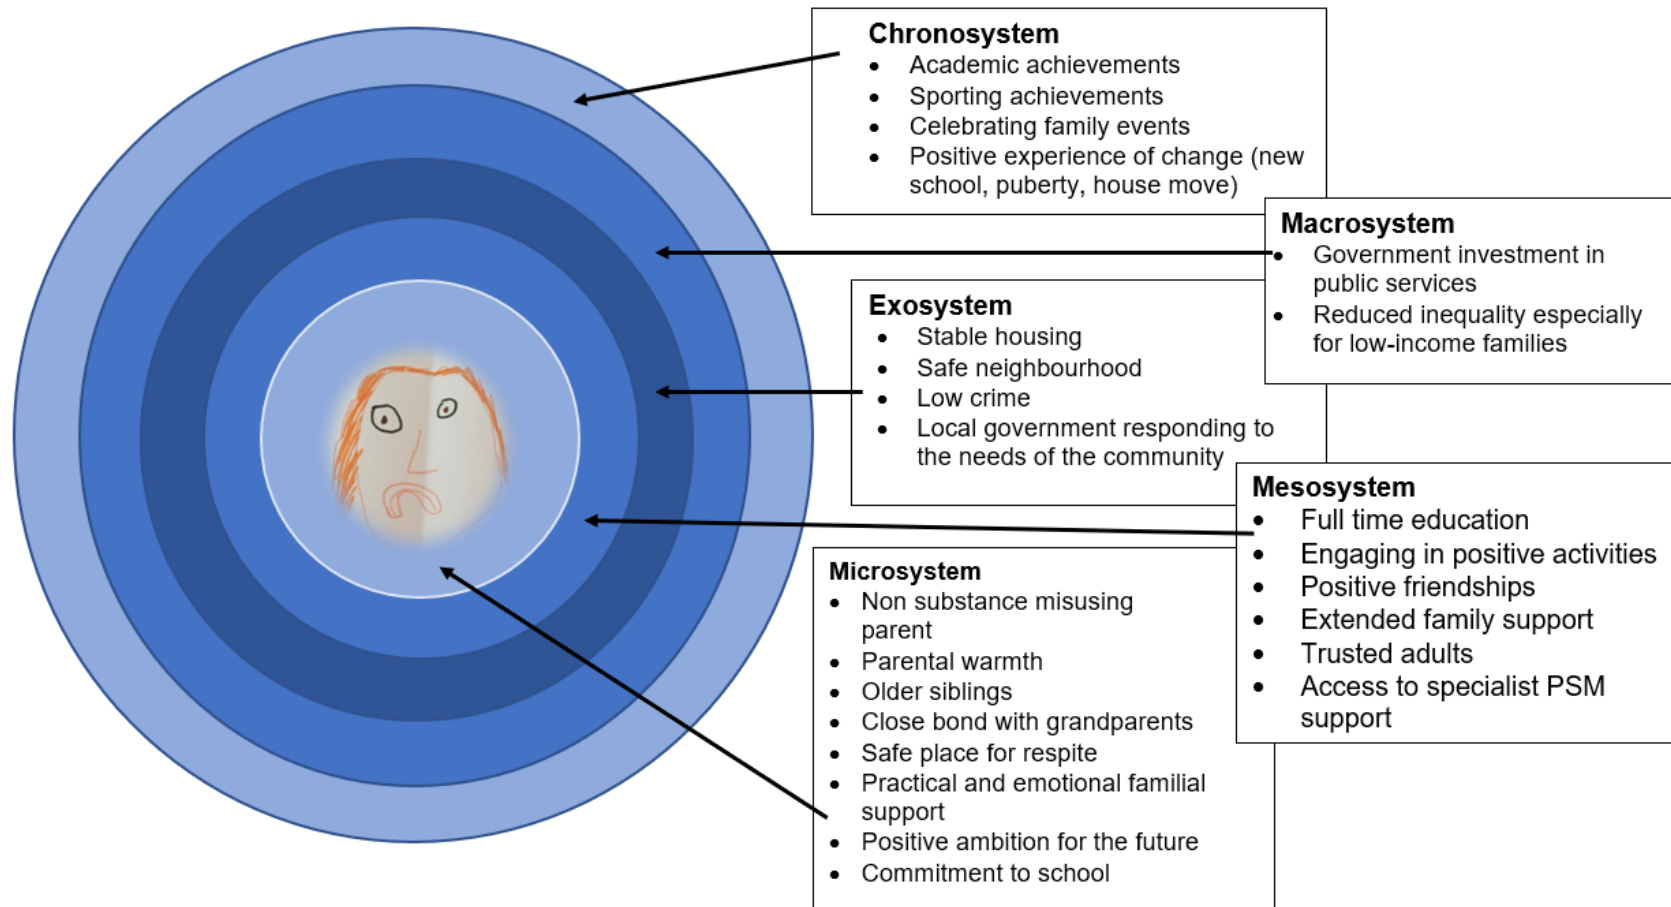 Chronosystem
• Academic achievements
• Sporting achievements
• Celebrating family events
• Positive experience of change (new
school, puberty, house move)
Macrosystem
• Government investment in
public services
• Reduced inequality especially
for low-income families
Exosystem
• Stable housing
• Safe neighbourhood
• Low crime
• Local government responding to
the needs of the community
Mesosystem
• Full time education
• Engaging in positive activities
• Positive friendships
• Extended family support
• Trusted adults
• Access to specialist PSM
support
Microsystem
• Non substance misusing
parent
• Parental warmth
• Older siblings
• Close bond with grandparents
• Safe place for respite
• Practical and emotional familial
support
• Positive ambition for the future
• Commitment to school